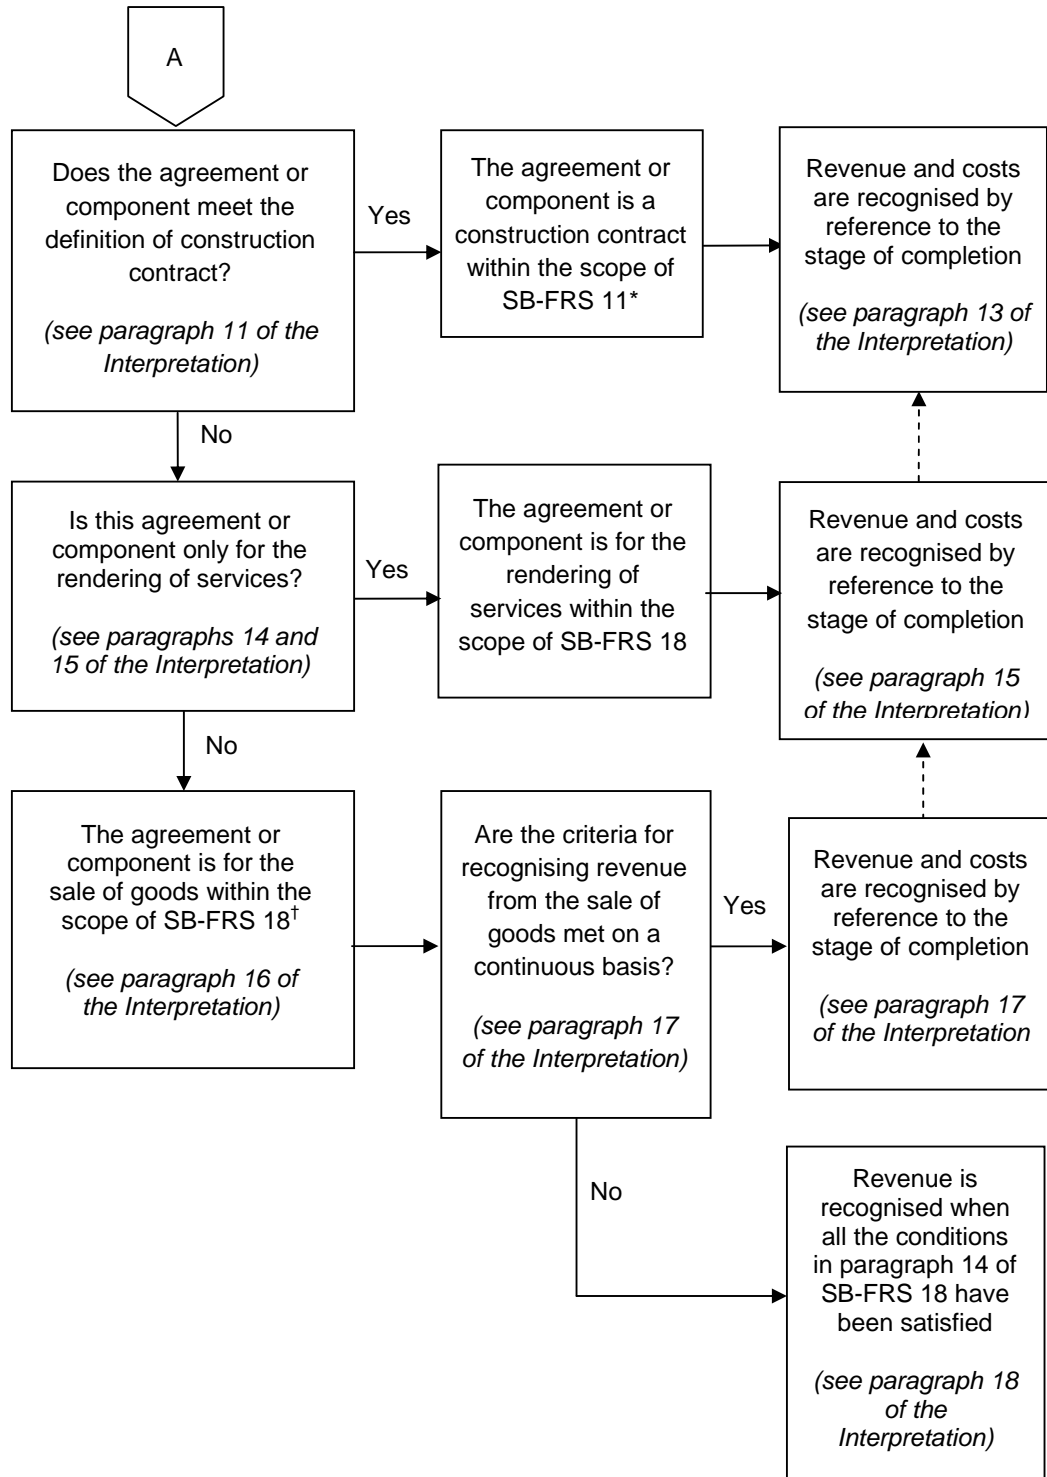 A
Does the agreement or
component meet the
definition of construction
contract?
(see paragraph 11 of the
Interpretation)
Yes
The agreement or
component is a
construction contract
within the scope of
SB-FRS 11*
Revenue and costs
are recognised by
reference to the
stage of completion
(see paragraph 13 of
the Interpretation)
No
Is this agreement or
component only for the
rendering of services?
(see paragraphs 14 and
15 of the Interpretation)
Yes
The agreement or
component is for the
rendering of
services within the
scope of SB-FRS 18
Revenue and costs
are recognised by
reference to the
stage of completion
(see paragraph 15
of the Interpretation)
No
The agreement or
component is for the
sale of goods within the
scope of SB-FRS 18†
(see paragraph 16 of
the Interpretation)
Are the criteria for
recognising revenue
from the sale of
goods met on a
continuous basis?
(see paragraph 17
of the Interpretation)
Yes
Revenue and costs
are recognised by
reference to the
stage of completion
(see paragraph 17
of the Interpretation
No
Revenue is
recognised when
all the conditions
in paragraph 14 of
SB-FRS 18 have
been satisfied
(see paragraph 18
of the
Interpretation)